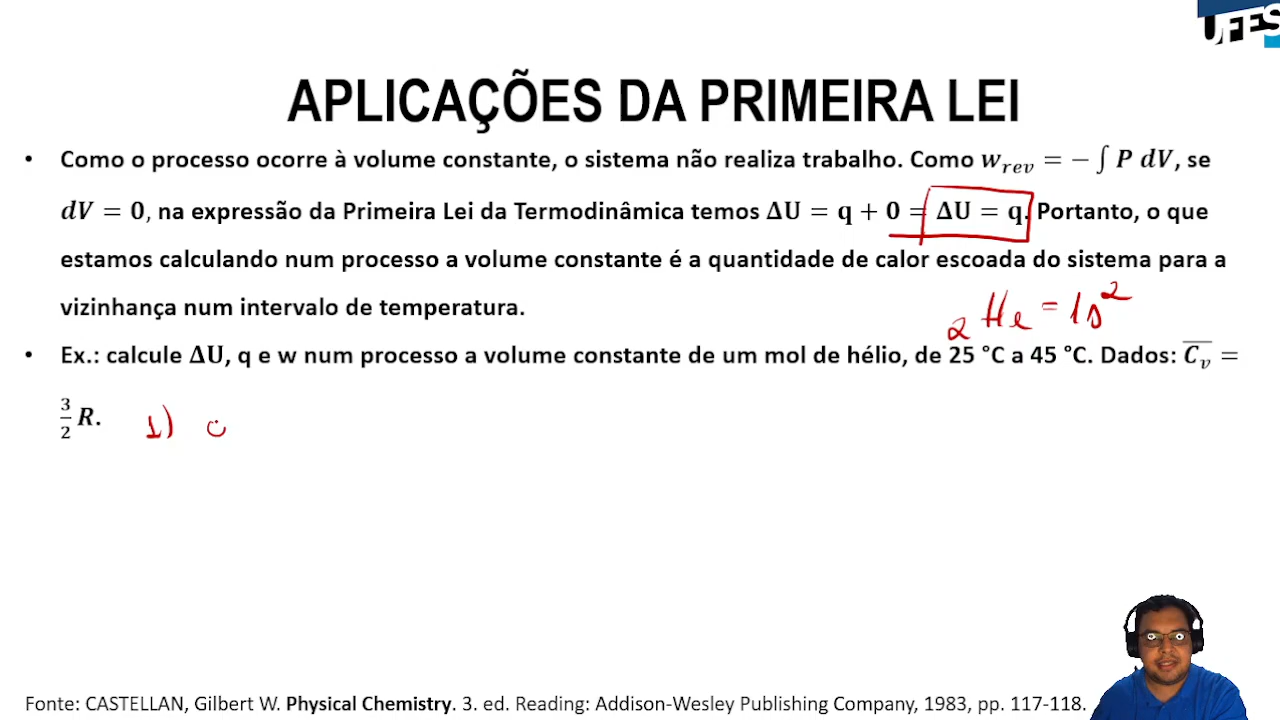 UFES
APLICAÇÕES DA PRIMEIRA LEI
• Como o processo ocorre à volume constante, o sistema não realiza trabalho. Como w_rev = − ∫ P dV, se
dV = 0, na expressão da Primeira Lei da Termodinâmica temos ΔU = q + 0 = ΔU = q. Portanto, o que
estamos calculando num processo a volume constante é a quantidade de calor escoada do sistema para a
vizinhança num intervalo de temperatura.
₂He = 1s²
• Ex.: calcule ΔU, q e w num processo a volume constante de um mol de hélio, de 25 °C a 45 °C. Dados: C̅_v =
3/2 R.
1)
Fonte: CASTELLAN, Gilbert W. Physical Chemistry. 3. ed. Reading: Addison-Wesley Publishing Company, 1983, pp. 117-118.